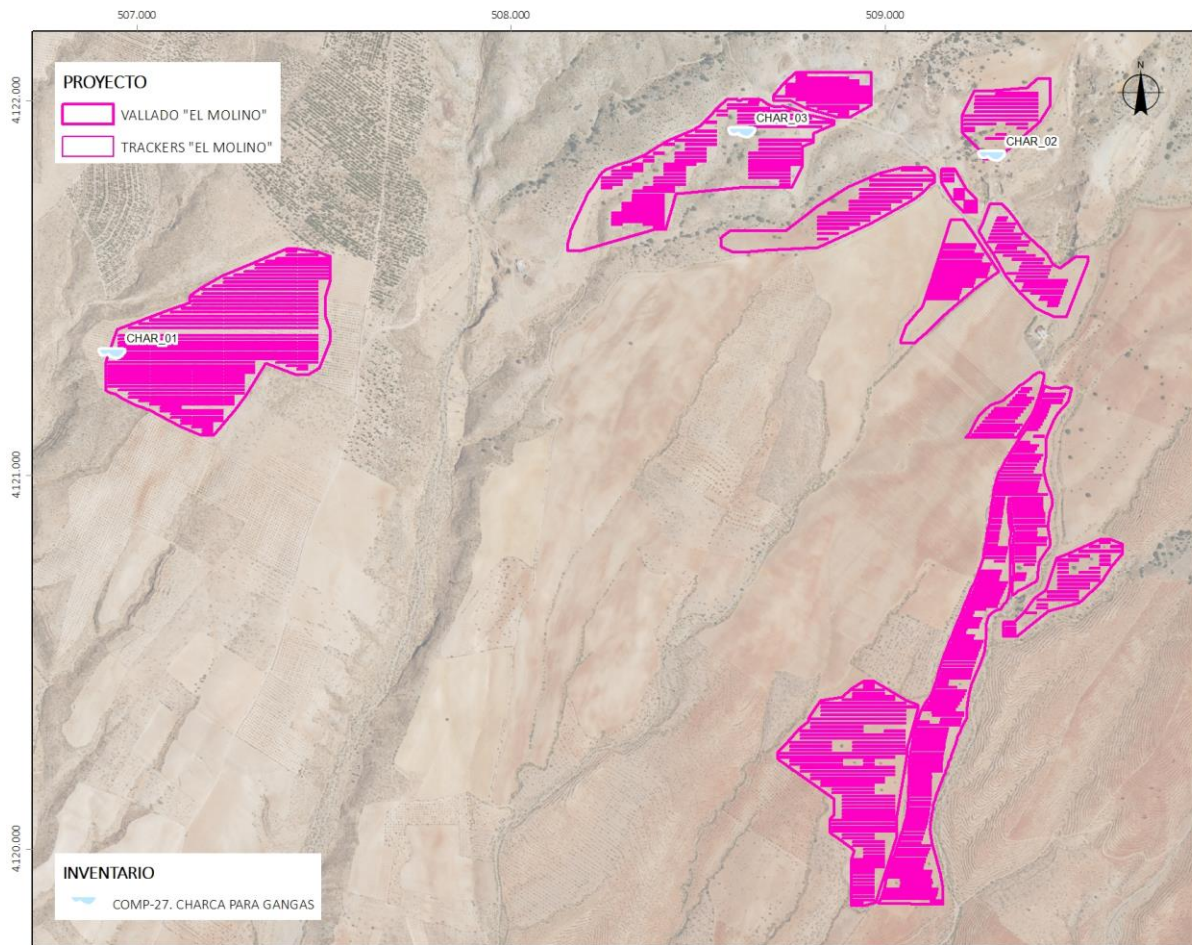 507.000
508.000
509.000
4.122.000
4.121.000
4.120.000
PROYECTO
VALLADO "EL MOLINO"
TRACKERS "EL MOLINO"
N
CHAR_03
CHAR_02
CHAR_01
INVENTARIO
COMP-27. CHARCA PARA GANGAS